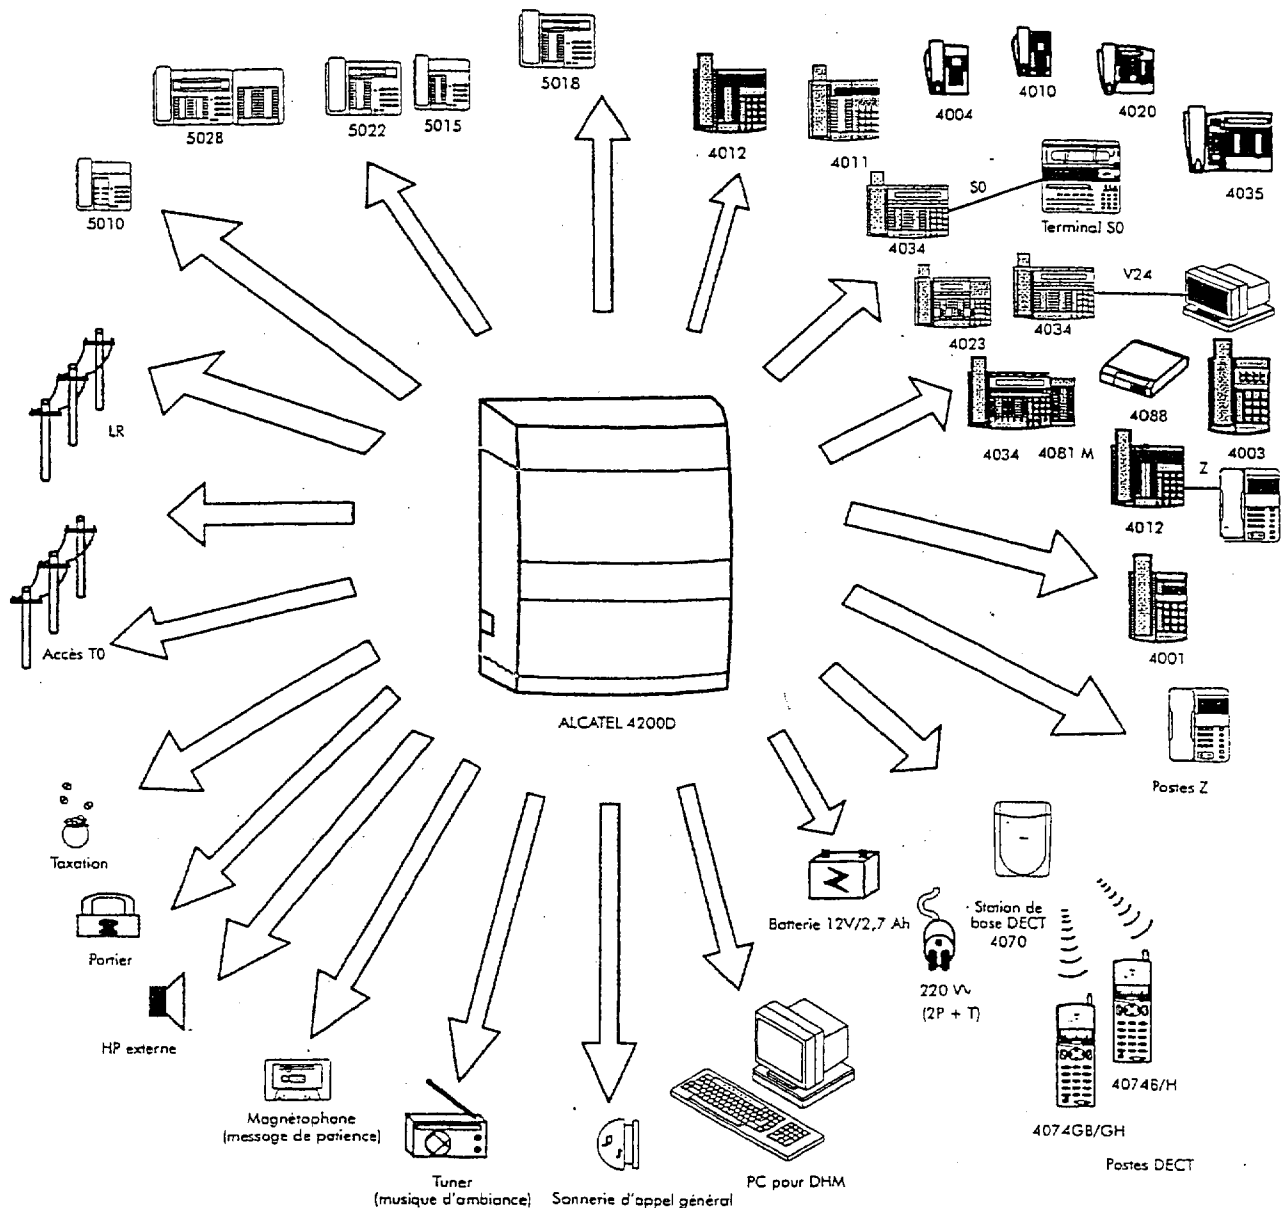 5018
4010
5028
5022
5015
4004
4020
4012
4011
4035
S0
5010
4034
Terminal S0
V24
4023
4034
LR
4088
4034
4081 M
4003
Z
4012
Accès T0
4001
ALCATEL 4200D
Postes Z
Taxation
Portier
Batterie 12V/2,7 Ah
Station de
base DECT
4070
220 V~
(2P + T)
HP externe
4074B/H
Magnétophone
(message de patience)
4074GB/GH
Postes DECT
Tuner
(musique d'ambiance)
Sonnerie d'appel général
PC pour DHM